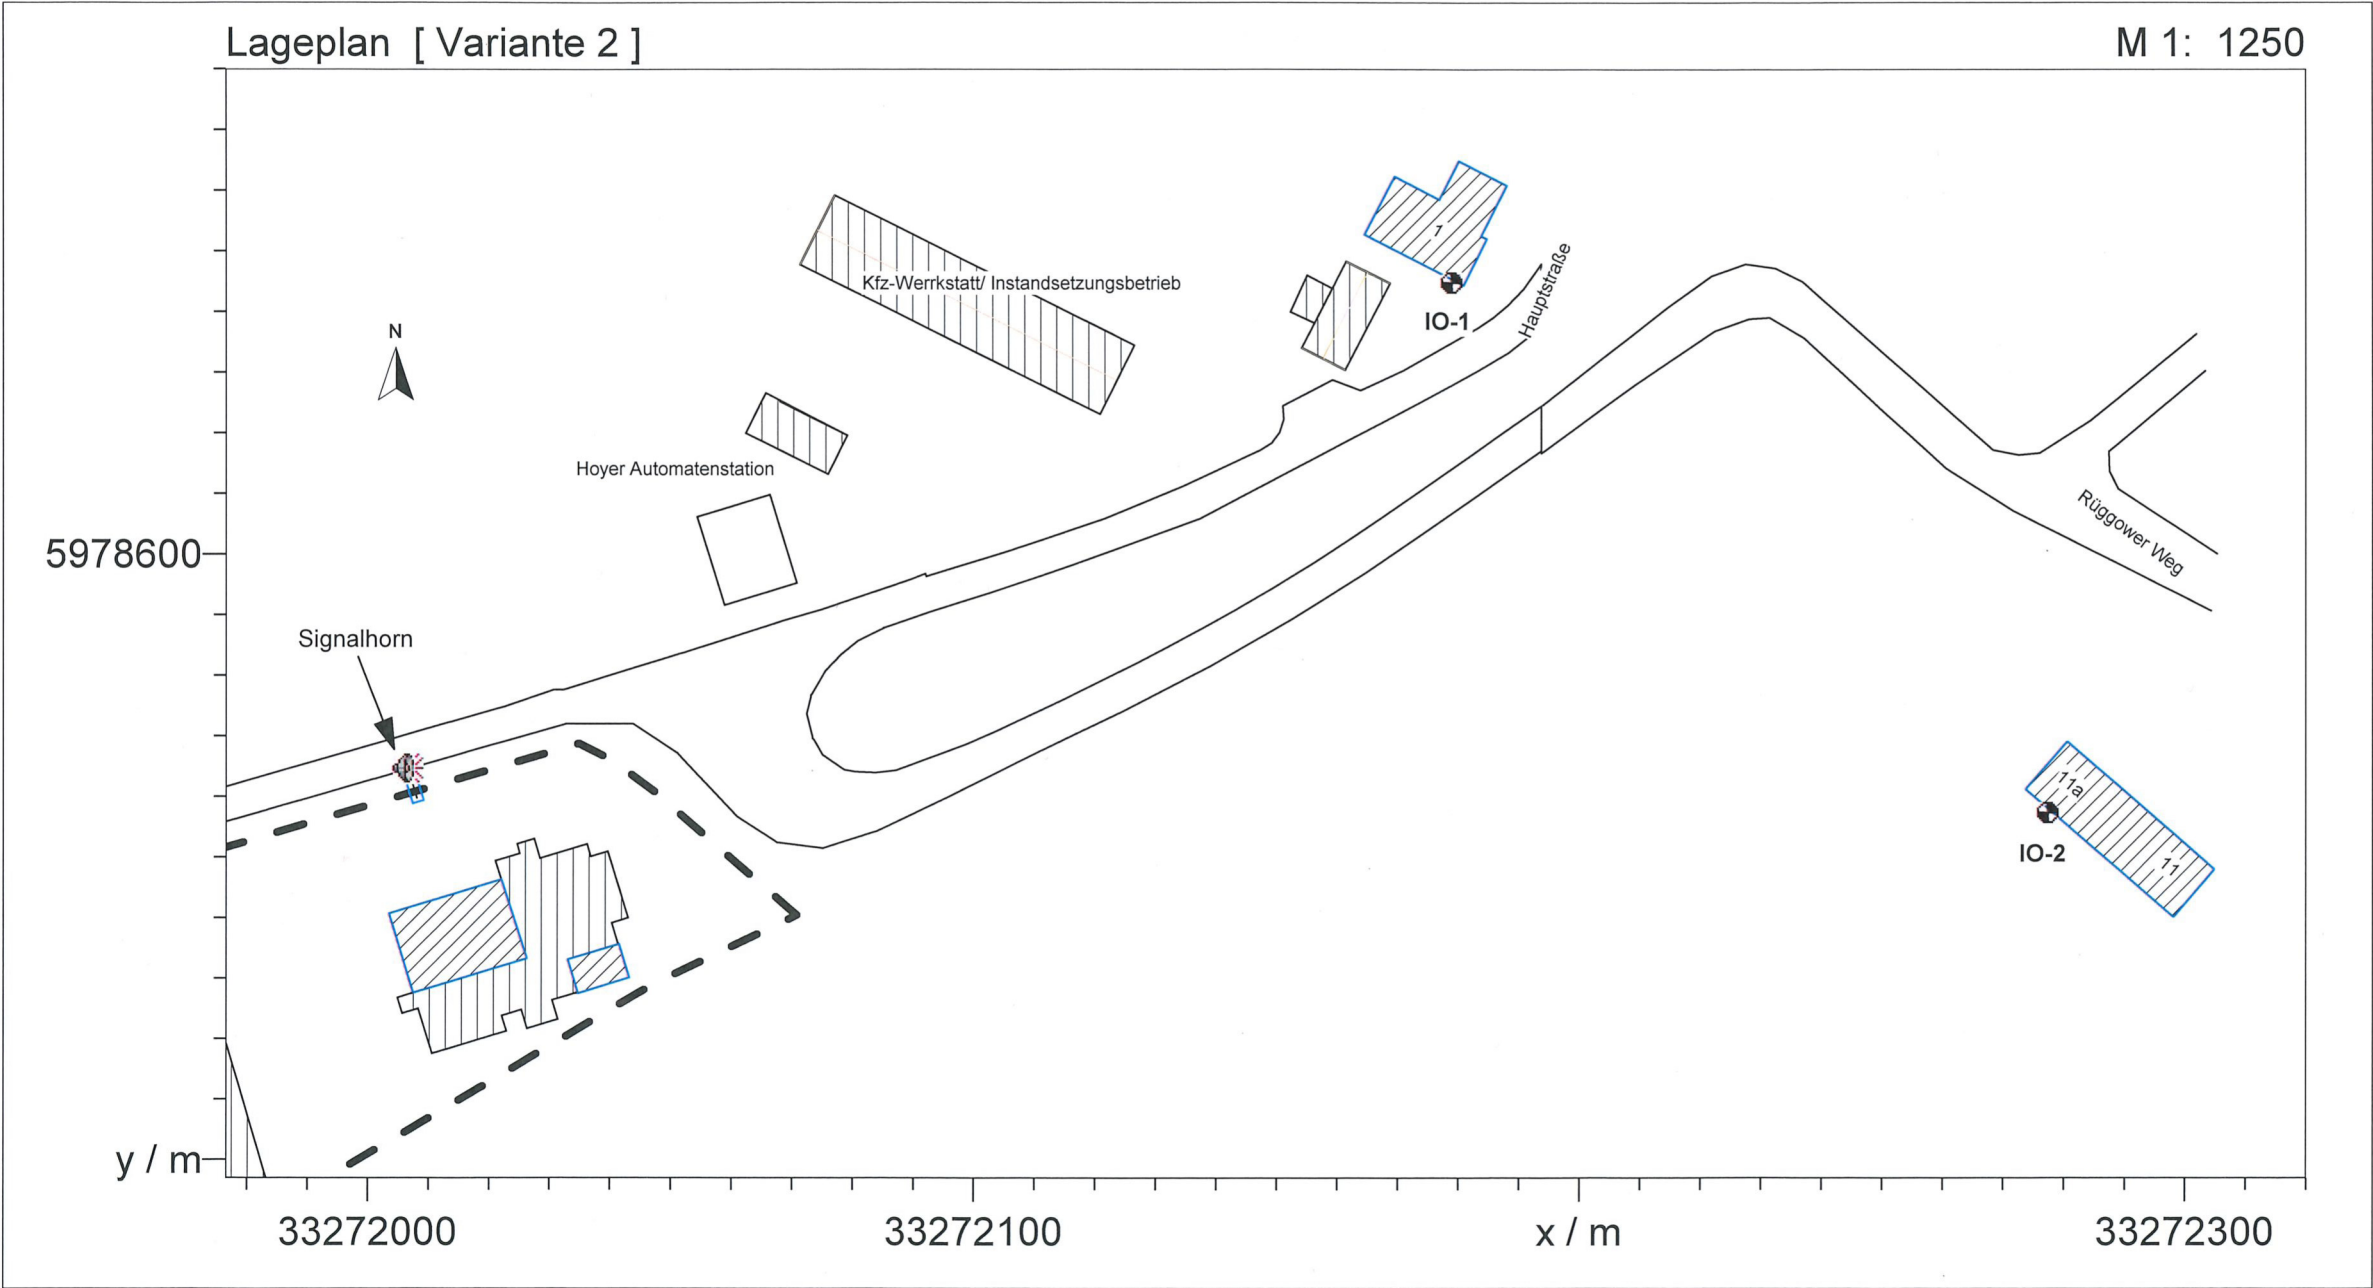 Lageplan [ Variante 2 ]
M 1: 1250
1
Hauptstraße
Kfz-Werrkstatt/ Instandsetzungsbetrieb
IO-1
N
Hoyer Automatenstation
Rüggower Weg
5978600
Signalhorn
11a
IO-2
11
y / m
33272000
33272100
x / m
33272300